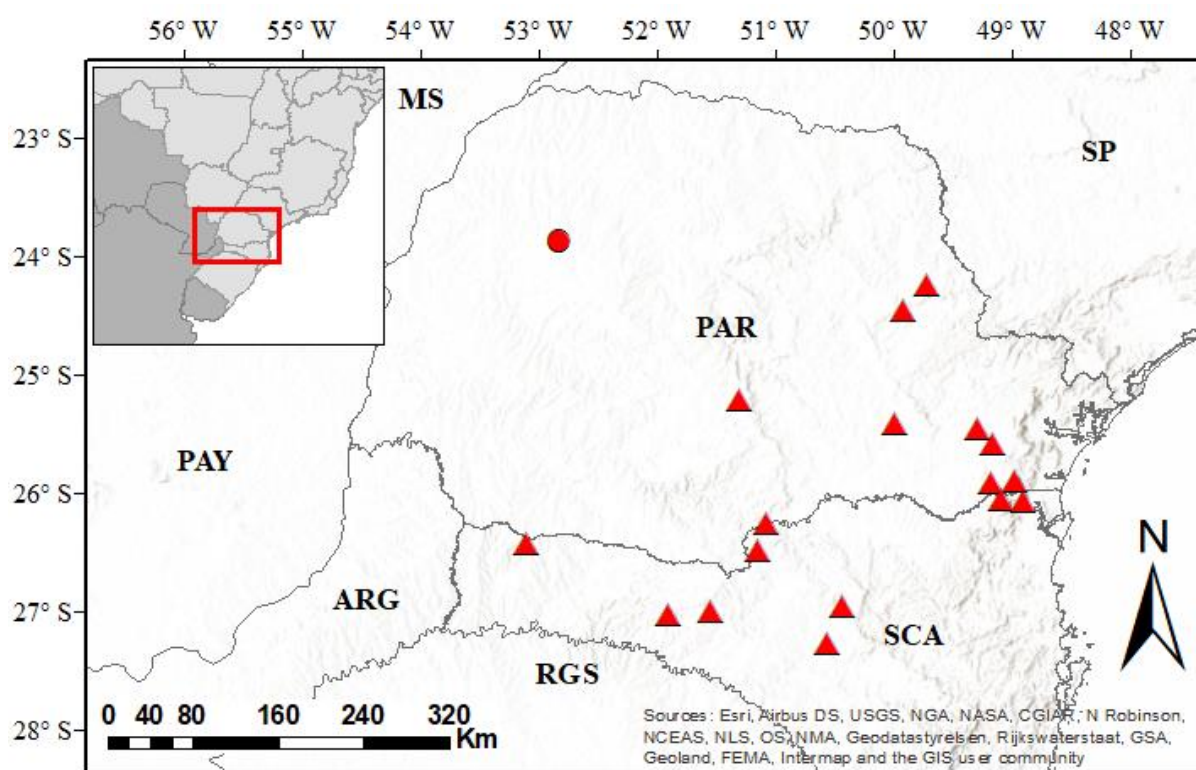 56° W 55° W 54° W 53° W 52° W 51° W 50° W 49° W 48° W
MS
23° S
SP
24° S
PAR
25° S
PAY
26° S
N
ARG
27° S
SCA
RGS
0 40 80 160 240 320
Km
28° S
Sources: Esri, Airbus DS, USGS, NGA, NASA, CGIAR, N Robinson,
NCEAS, NLS, OS, NMA, Geodatastyrelsen, Rijkswaterstaat, GSA,
Geoland, FEMA, Intermap and the GIS user community